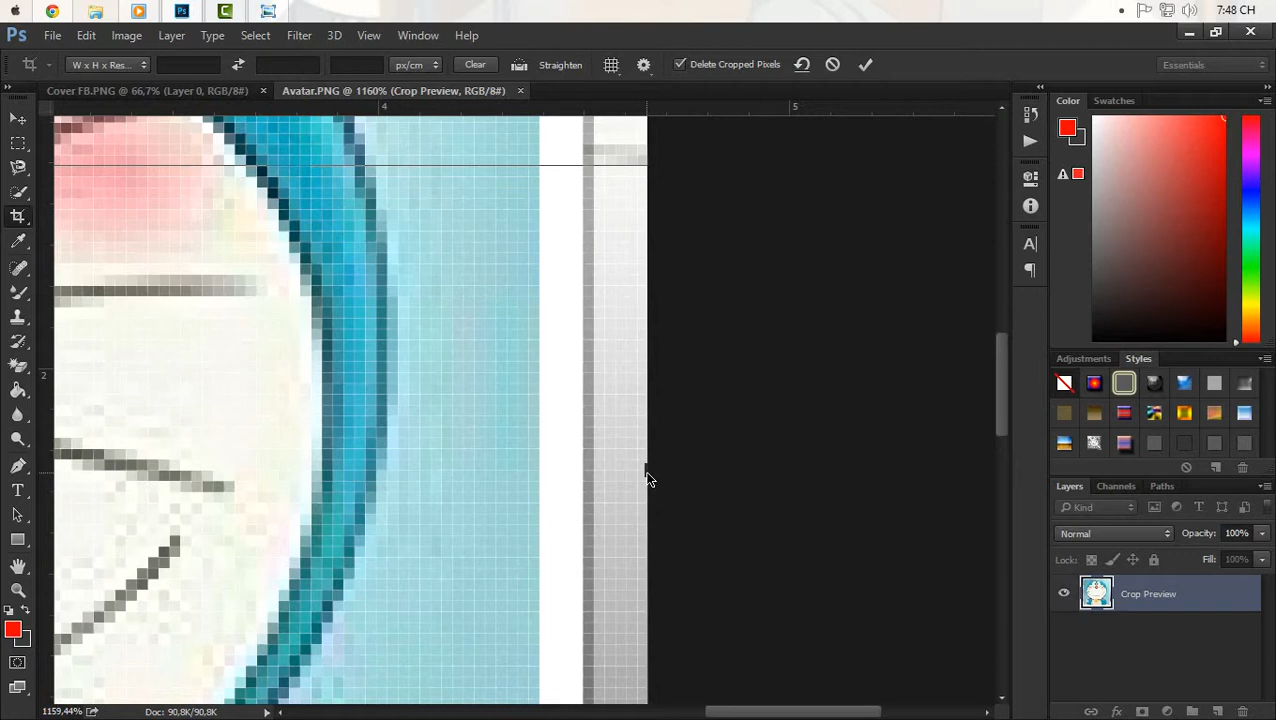 7:48 CH
Ps File Edit Image Layer Type Select Filter 3D View Window Help
W x H x Res... px/cm Clear Straighten Delete Cropped Pixels Essentials
Cover FB.PNG @ 66,7% (Layer 0, RGB/8#) × Avatar.PNG @ 1160% (Crop Preview, RGB/8#) ×
4 5
Color Swatches
A
A
2
Adjustments Styles
Layers Channels Paths
Kind
Normal Opacity: 100%
Lock: Fill: 100%
Crop Preview
T
fx
1159,44% Doc: 90,8K/90,8K